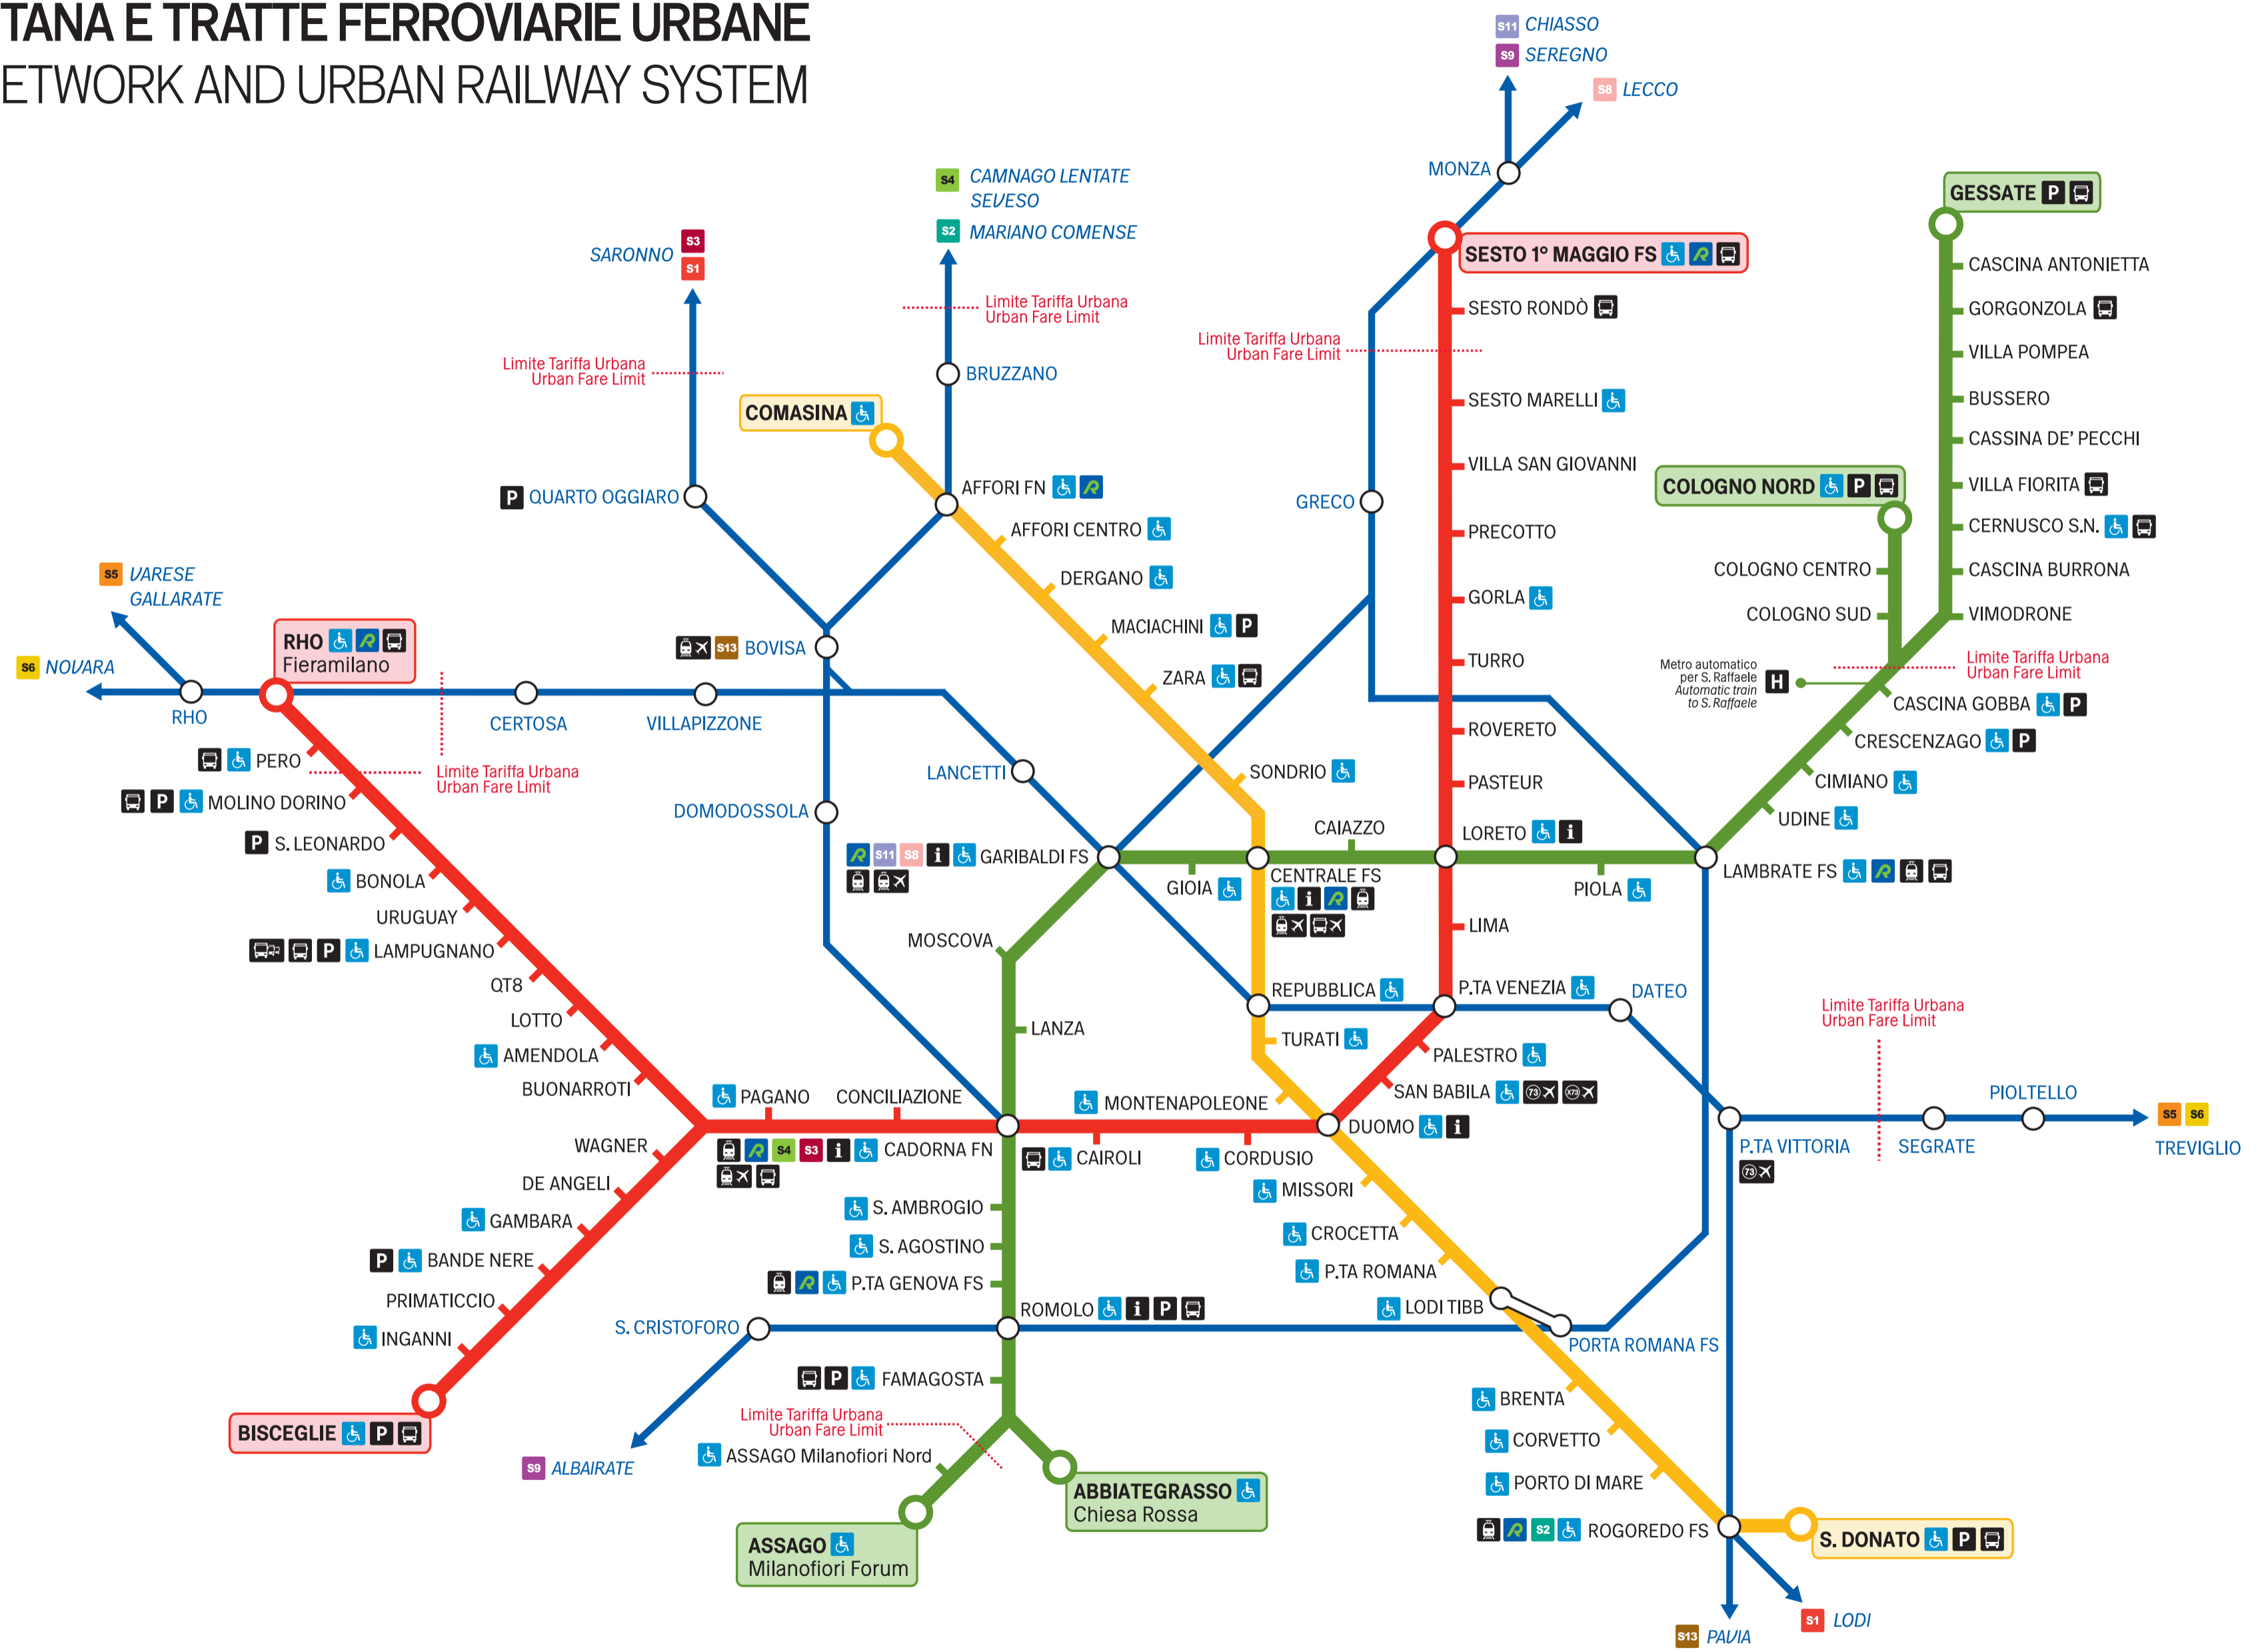 TANA E TRATTE FERROVIARIE URBANE
ETWORK AND URBAN RAILWAY SYSTEM
S11 CHIASSO
S9 SEREGNO
S8 LECCO
MONZA
S4 CAMNAGO LENTATE
SEVESO
S2 MARIANO COMENSE
SARONNO S3
S1
GESSATE P
SESTO 1° MAGGIO FS
CASCINA ANTONIETTA
Limite Tariffa Urbana
Urban Fare Limit
SESTO RONDÒ
GORGONZOLA
Limite Tariffa Urbana
Urban Fare Limit
VILLA POMPEA
Limite Tariffa Urbana
Urban Fare Limit
BRUZZANO
COMASINA
SESTO MARELLI
BUSSERO
CASSINA DE' PECCHI
VILLA SAN GIOVANNI
COLOGNO NORD P
VILLA FIORITA
P QUARTO OGGIARO
AFFORI FN
GRECO
AFFORI CENTRO
PRECOTTO
CERNUSCO S.N.
S5 VARESE
GALLARATE
DERGANO
GORLA
COLOGNO CENTRO
CASCINA BURRONA
COLOGNO SUD
VIMODRONE
MACIACHINI P
RHO
Fieramilano
S13 BOVISA
S6 NOVARA
ZARA
TURRO
Metro automatico
per S. Raffaele
Automatic train
to S. Raffaele
H
Limite Tariffa Urbana
Urban Fare Limit
CASCINA GOBBA P
RHO
CERTOSA
VILLAPIZZONE
ROVERETO
CRESCENZAGO P
PERO
Limite Tariffa Urbana
Urban Fare Limit
LANCETTI
SONDRIO
PASTEUR
CIMIANO
P MOLINO DORINO
DOMODOSSOLA
UDINE
P S. LEONARDO
CAIAZZO
LORETO i
S11 S8 i GARIBALDI FS
BONOLA
GIOIA
CENTRALE FS
i
PIOLA
LAMBRATE FS
URUGUAY
P LAMPUGNANO
MOSCOVA
LIMA
QT8
REPUBBLICA
P.TA VENEZIA
DATEO
LOTTO
LANZA
TURATI
Limite Tariffa Urbana
Urban Fare Limit
AMENDOLA
PALESTRO
BUONARROTI
PAGANO
CONCILIAZIONE
MONTENAPOLEONE
SAN BABILA 73 X73
PIOLTELLO
S5 S6
TREVIGLIO
DUOMO i
WAGNER
S4 S3 i CADORNA FN
CAIROLI
CORDUSIO
P.TA VITTORIA
73
SEGRATE
DE ANGELI
MISSORI
GAMBARA
S. AMBROGIO
CROCETTA
P BANDE NERE
S. AGOSTINO
P.TA ROMANA
PRIMATICCIO
P.TA GENOVA FS
INGANNI
S. CRISTOFORO
ROMOLO i P
LODI TIBB
PORTA ROMANA FS
P FAMAGOSTA
BRENTA
BISCEGLIE P
Limite Tariffa Urbana
Urban Fare Limit
CORVETTO
S9 ALBAIRATE
ASSAGO Milanofiori Nord
PORTO DI MARE
ABBIATEGRASSO
Chiesa Rossa
S2 ROGOREDO FS
S. DONATO P
ASSAGO
Milanofiori Forum
S1 LODI
S13 PAVIA